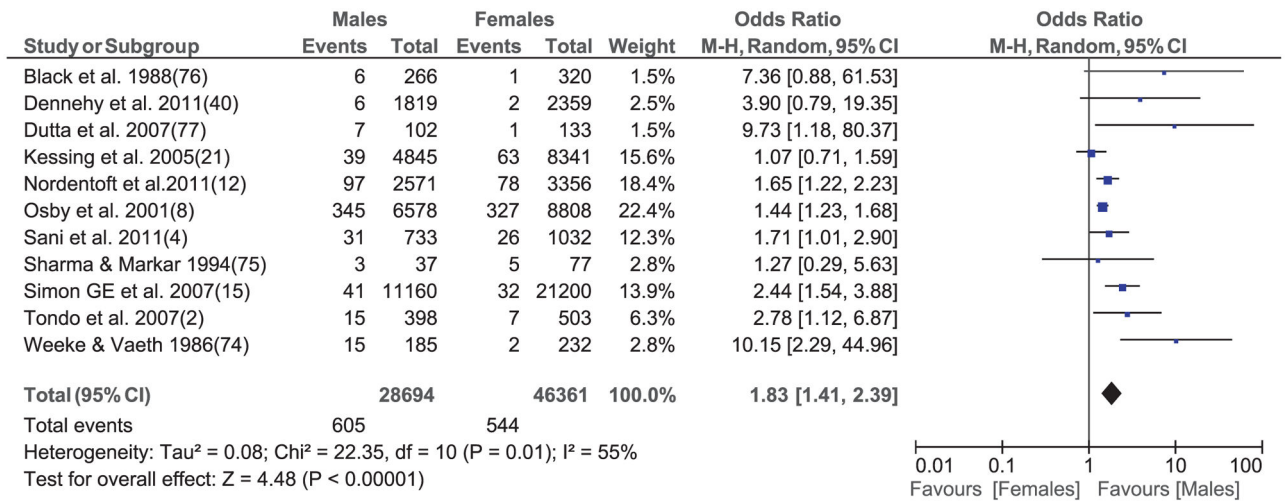 Males Females Odds Ratio Odds Ratio
Study or Subgroup Events Total Events Total Weight M-H, Random, 95% CI M-H, Random, 95% CI
Black et al. 1988(76) 6 266 1 320 1.5% 7.36 [0.88, 61.53]
Dennehy et al. 2011(40) 6 1819 2 2359 2.5% 3.90 [0.79, 19.35]
Dutta et al. 2007(77) 7 102 1 133 1.5% 9.73 [1.18, 80.37]
Kessing et al. 2005(21) 39 4845 63 8341 15.6% 1.07 [0.71, 1.59]
Nordentoft et al.2011(12) 97 2571 78 3356 18.4% 1.65 [1.22, 2.23]
Osby et al. 2001(8) 345 6578 327 8808 22.4% 1.44 [1.23, 1.68]
Sani et al. 2011(4) 31 733 26 1032 12.3% 1.71 [1.01, 2.90]
Sharma & Markar 1994(75) 3 37 5 77 2.8% 1.27 [0.29, 5.63]
Simon GE et al. 2007(15) 41 11160 32 21200 13.9% 2.44 [1.54, 3.88]
Tondo et al. 2007(2) 15 398 7 503 6.3% 2.78 [1.12, 6.87]
Weeke & Vaeth 1986(74) 15 185 2 232 2.8% 10.15 [2.29, 44.96]
Total (95% CI) 28694 46361 100.0% 1.83 [1.41, 2.39]
Total events 605 544
Heterogeneity: Tau² = 0.08; Chi² = 22.35, df = 10 (P = 0.01); I² = 55%
Test for overall effect: Z = 4.48 (P < 0.00001)
0.01 0.1 1 10 100
Favours [Females] Favours [Males]